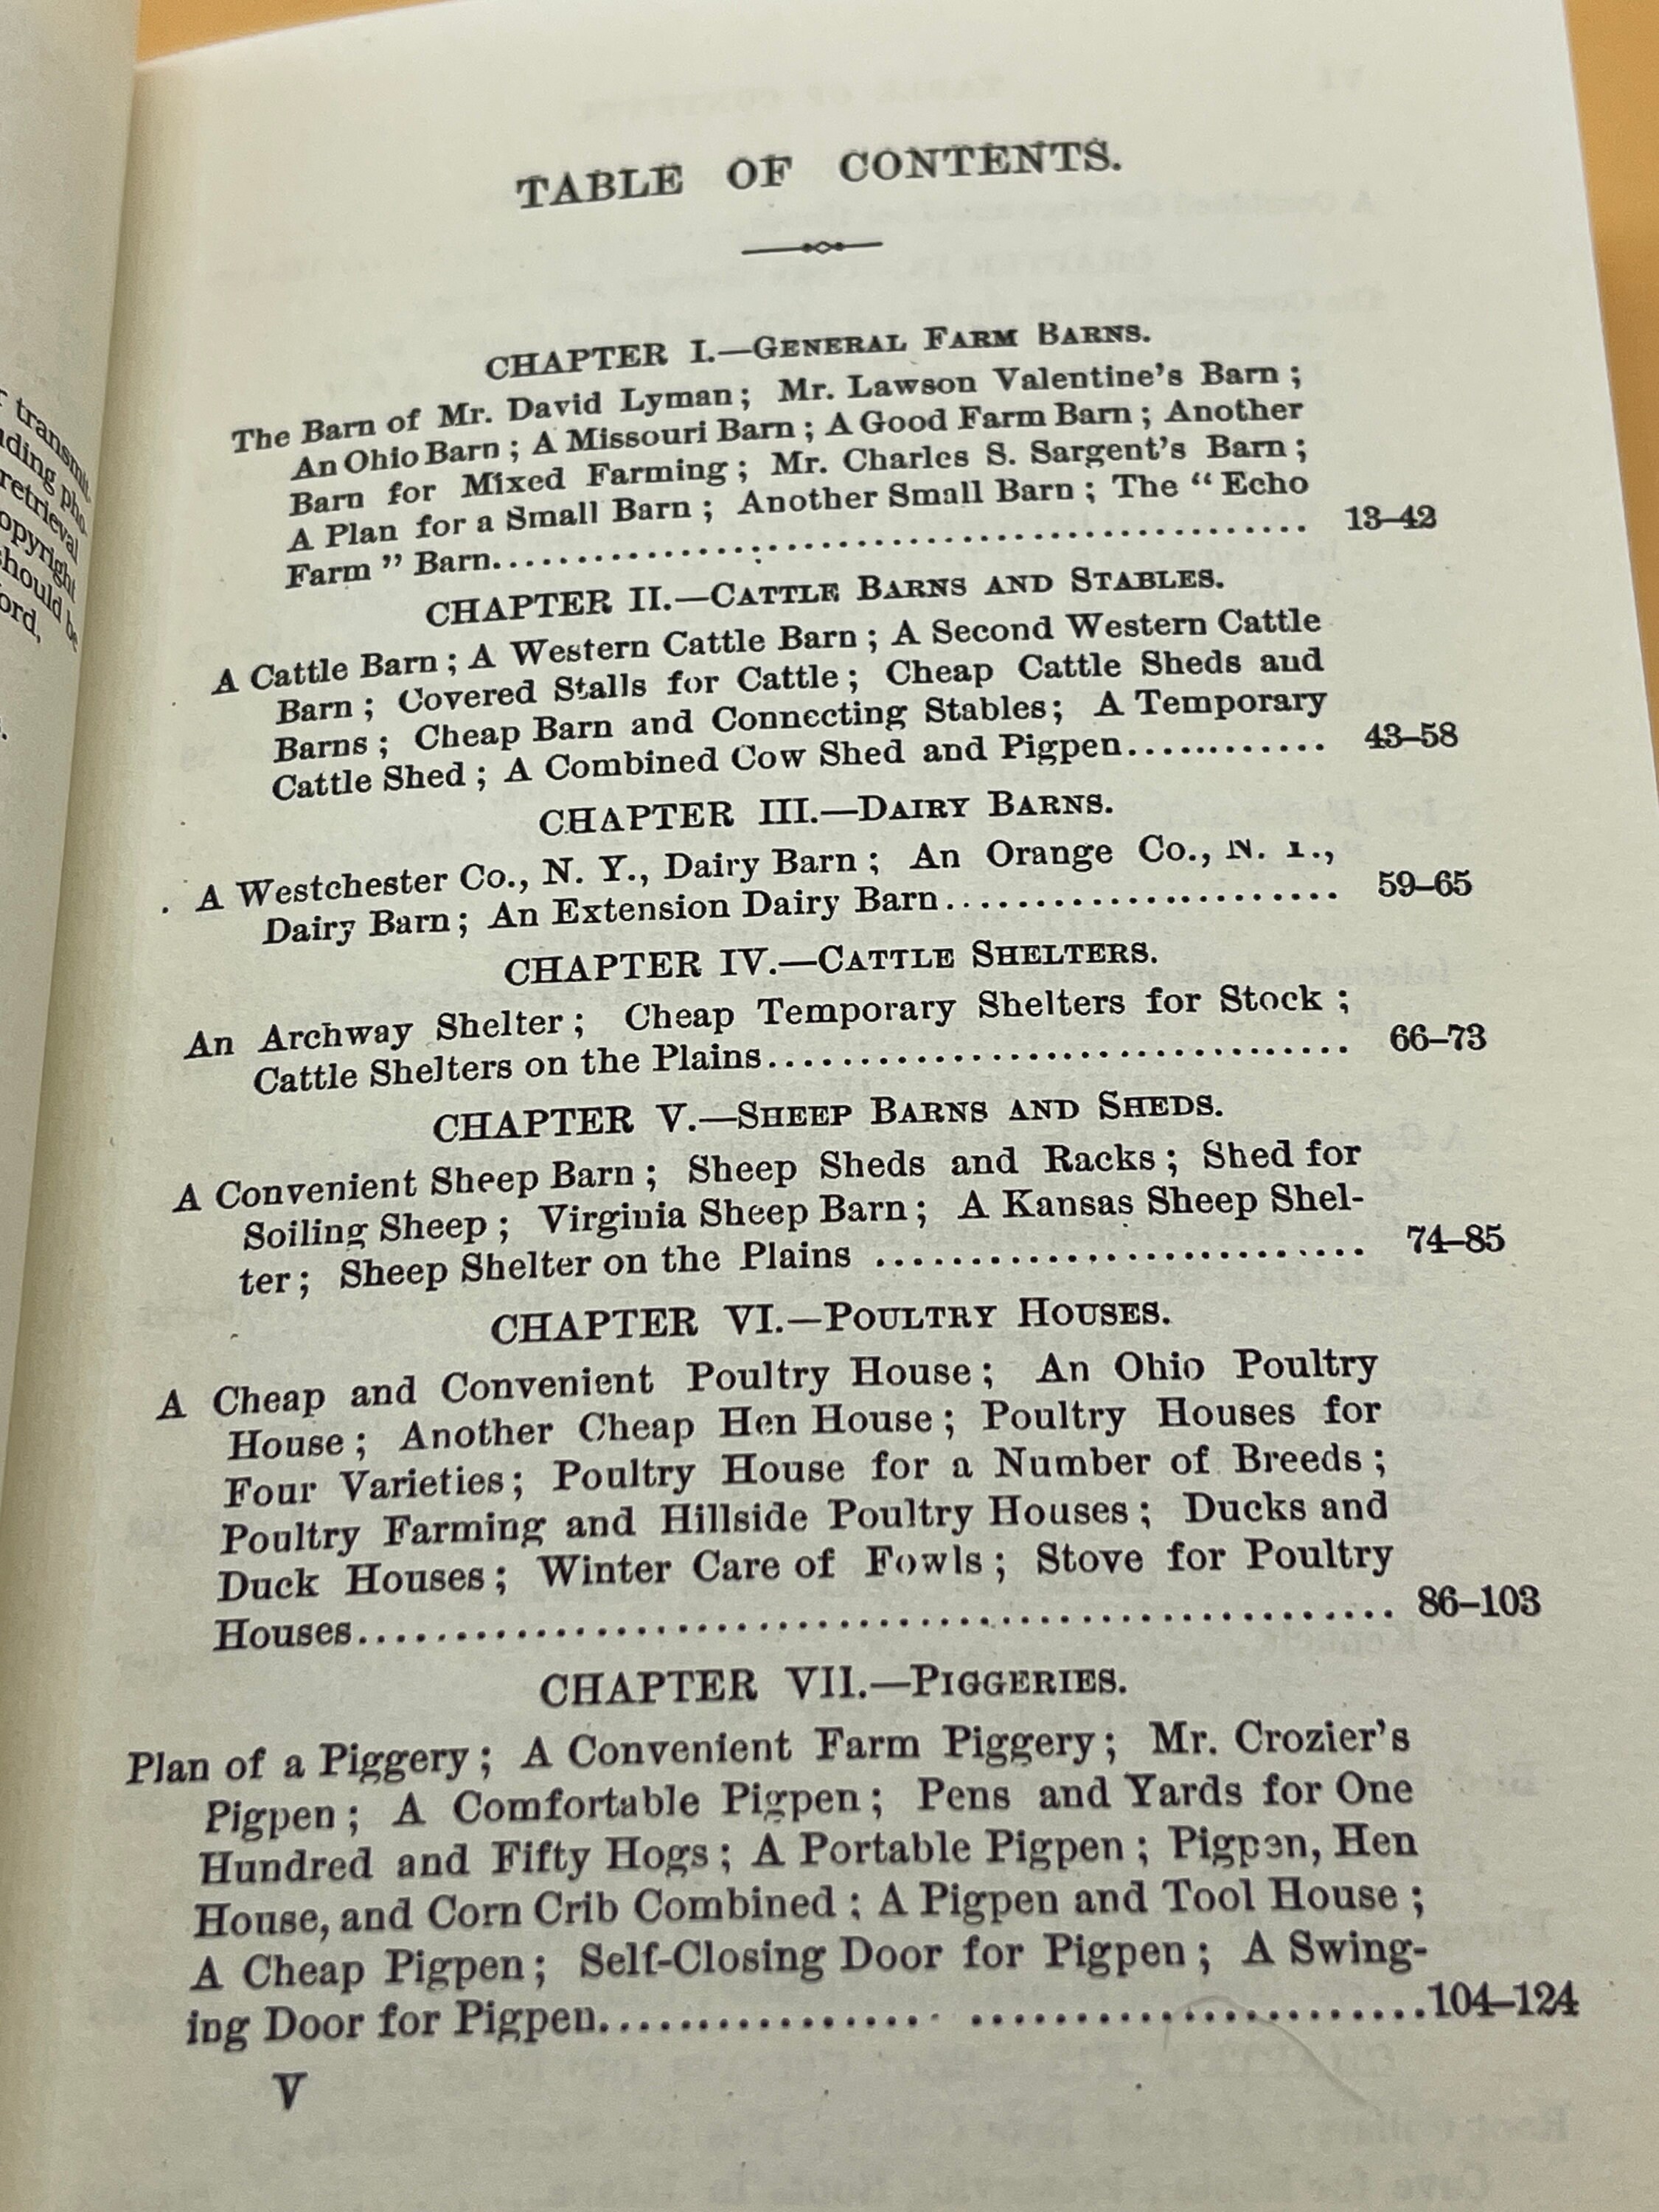 TABLE OF CONTENTS.
CHAPTER I.—GENERAL FARM BARNS.
The Barn of Mr. David Lyman; Mr. Lawson Valentine's Barn;
An Ohio Barn; A Missouri Barn; A Good Farm Barn; Another
Barn for Mixed Farming; Mr. Charles S. Sargent's Barn;
A Plan for a Small Barn; Another Small Barn; The "Echo
Farm" Barn.......................................................... 13–42
CHAPTER II.—CATTLE BARNS AND STABLES.
A Cattle Barn; A Western Cattle Barn; A Second Western Cattle
Barn; Covered Stalls for Cattle; Cheap Cattle Sheds and
Barns; Cheap Barn and Connecting Stables; A Temporary
Cattle Shed; A Combined Cow Shed and Pigpen............ 43–58
CHAPTER III.—DAIRY BARNS.
A Westchester Co., N. Y., Dairy Barn; An Orange Co., N. Y.,
Dairy Barn; An Extension Dairy Barn...................... 59–65
CHAPTER IV.—CATTLE SHELTERS.
An Archway Shelter; Cheap Temporary Shelters for Stock;
Cattle Shelters on the Plains................................ 66–73
CHAPTER V.—SHEEP BARNS AND SHEDS.
A Convenient Sheep Barn; Sheep Sheds and Racks; Shed for
Soiling Sheep; Virginia Sheep Barn; A Kansas Sheep Shel-
ter; Sheep Shelter on the Plains .......................... 74–85
CHAPTER VI.—POULTRY HOUSES.
A Cheap and Convenient Poultry House; An Ohio Poultry
House; Another Cheap Hen House; Poultry Houses for
Four Varieties; Poultry House for a Number of Breeds;
Poultry Farming and Hillside Poultry Houses; Ducks and
Duck Houses; Winter Care of Fowls; Stove for Poultry
Houses..................................................... 86–103
CHAPTER VII.—PIGGERIES.
Plan of a Piggery; A Convenient Farm Piggery; Mr. Crozier's
Pigpen; A Comfortable Pigpen; Pens and Yards for One
Hundred and Fifty Hogs; A Portable Pigpen; Pigpen, Hen
House, and Corn Crib Combined; A Pigpen and Tool House;
A Cheap Pigpen; Self-Closing Door for Pigpen; A Swing-
ing Door for Pigpen.........................................104–124
V